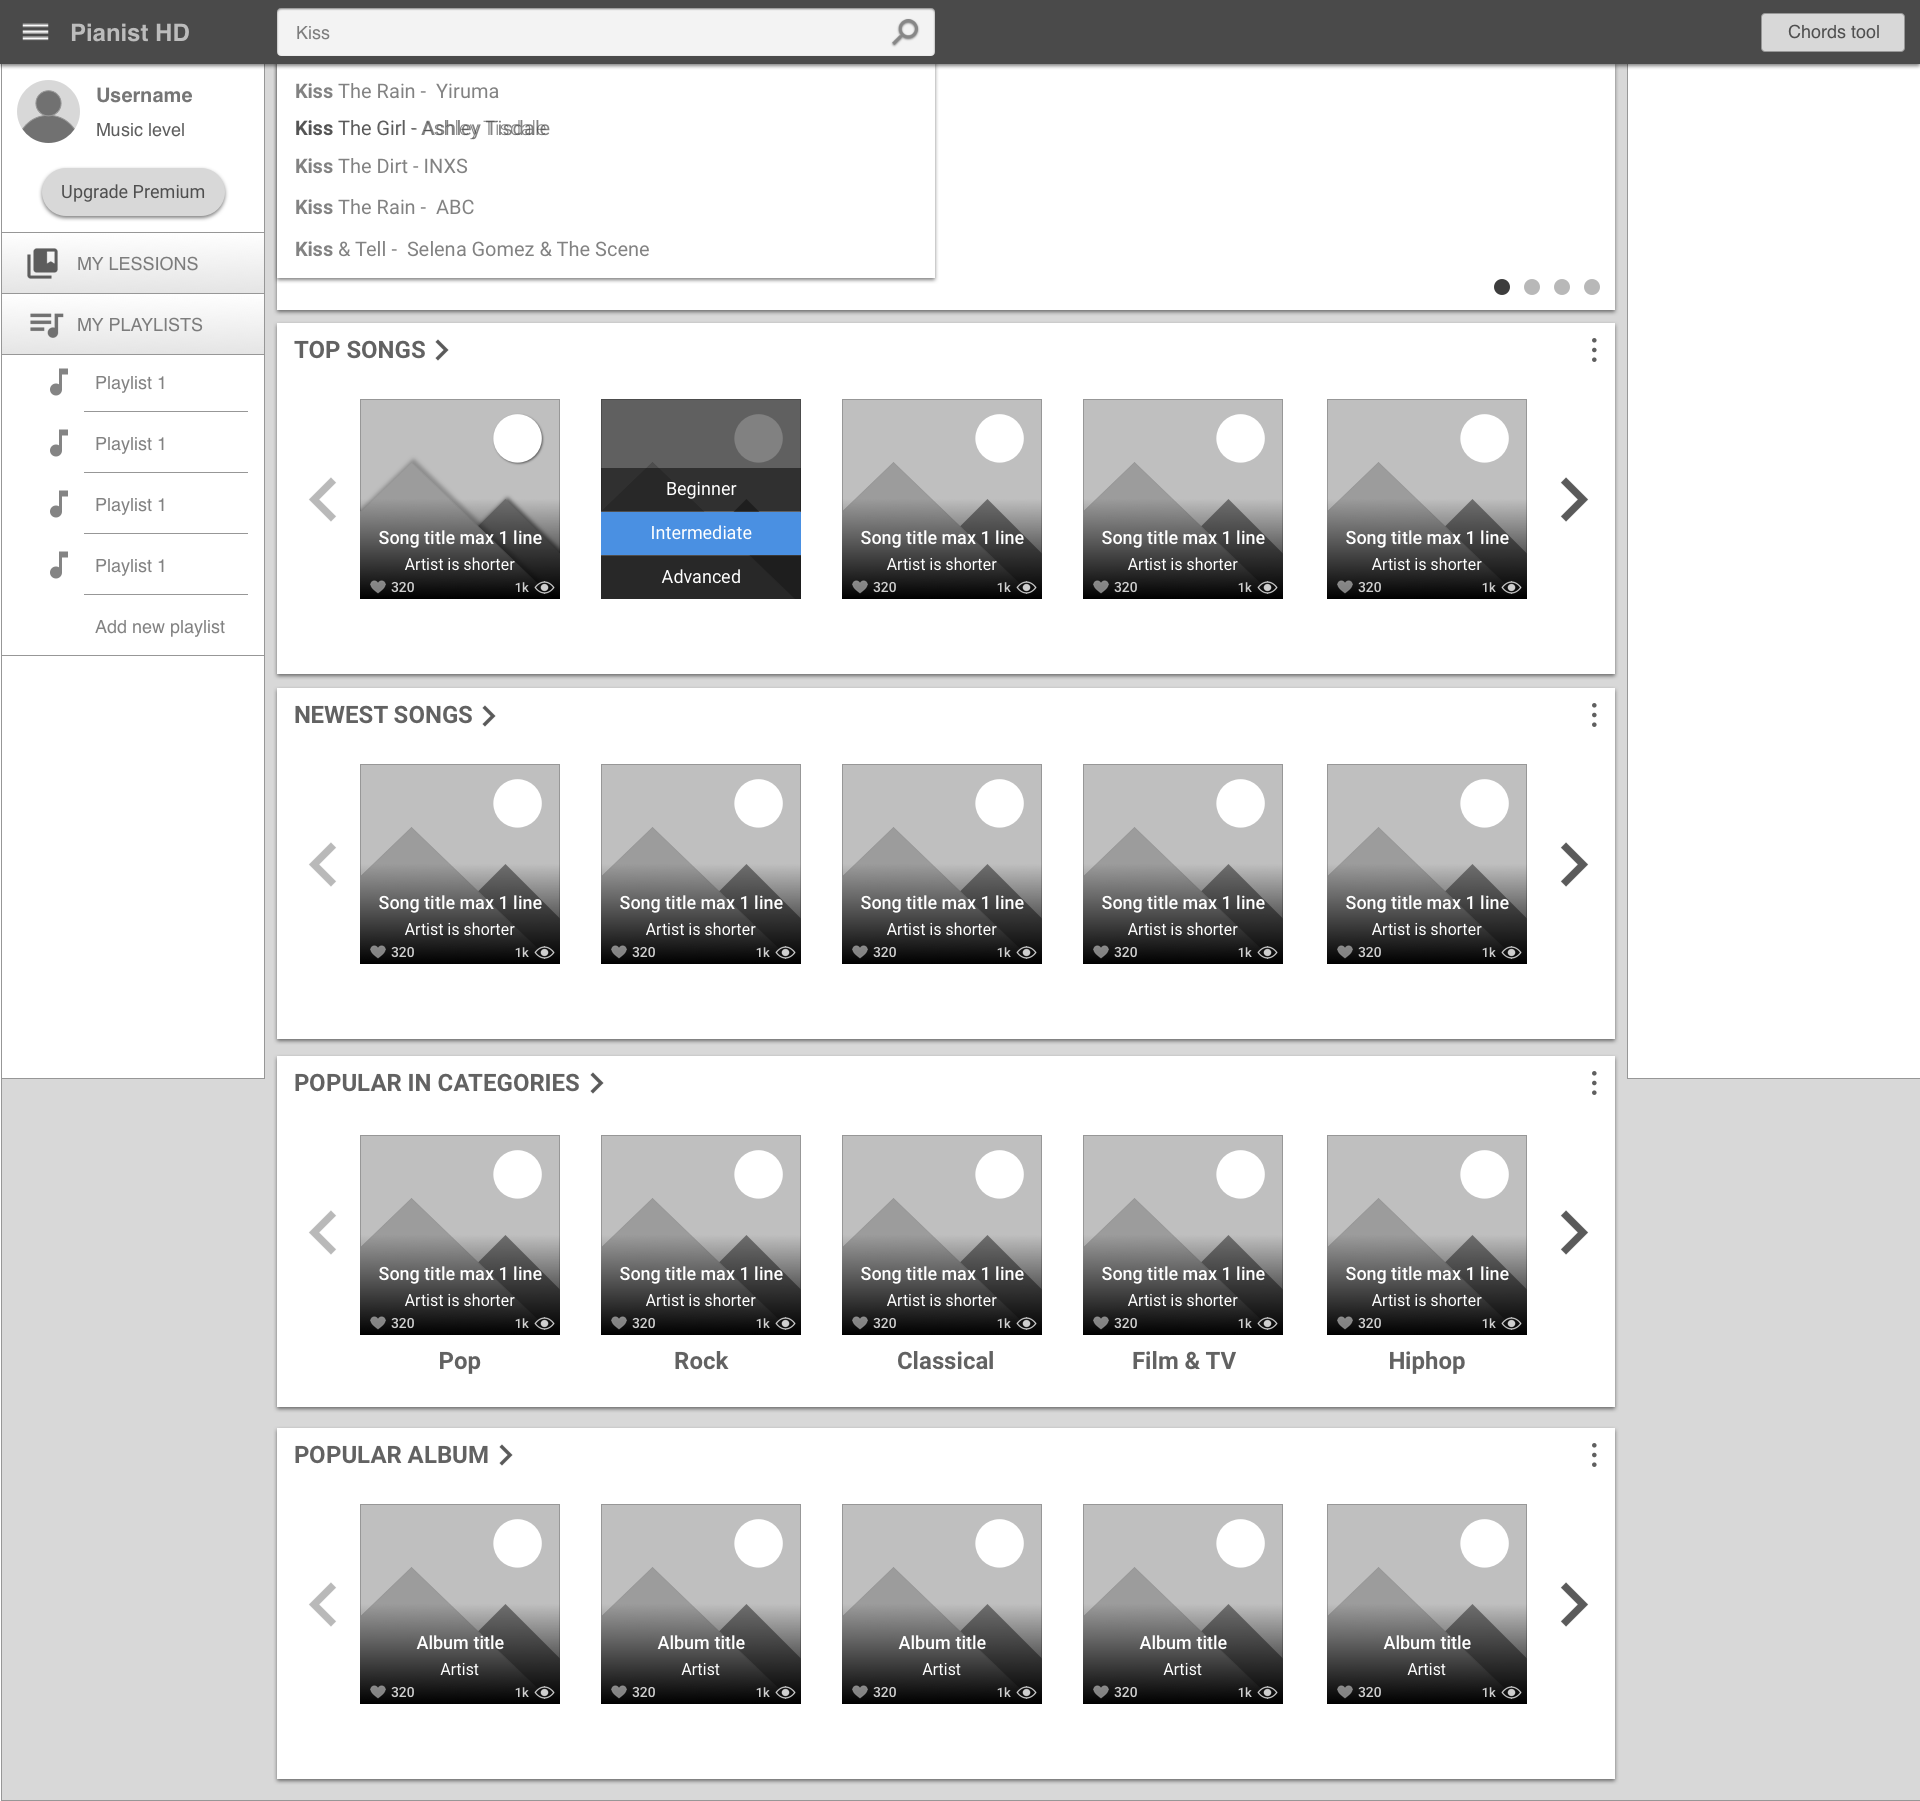 Pianist HD
Kiss
Chords tool
Username
Music level
Upgrade Premium
MY LESSIONS
MY PLAYLISTS
Playlist 1
Playlist 1
Playlist 1
Playlist 1
Add new playlist
Kiss The Rain - Yiruma
Kiss The Girl - Ashley Tisdale
Kiss The Dirt - INXS
Kiss The Rain - ABC
Kiss & Tell - Selena Gomez & The Scene
TOP SONGS
Song title max 1 line
Artist is shorter
320 1k
Beginner
Intermediate
Advanced
Song title max 1 line
Artist is shorter
320 1k
Song title max 1 line
Artist is shorter
320 1k
Song title max 1 line
Artist is shorter
320 1k
NEWEST SONGS
Song title max 1 line
Artist is shorter
320 1k
Song title max 1 line
Artist is shorter
320 1k
Song title max 1 line
Artist is shorter
320 1k
Song title max 1 line
Artist is shorter
320 1k
Song title max 1 line
Artist is shorter
320 1k
POPULAR IN CATEGORIES
Song title max 1 line
Artist is shorter
320 1k
Pop
Song title max 1 line
Artist is shorter
320 1k
Rock
Song title max 1 line
Artist is shorter
320 1k
Classical
Song title max 1 line
Artist is shorter
320 1k
Film & TV
Song title max 1 line
Artist is shorter
320 1k
Hiphop
POPULAR ALBUM
Album title
Artist
320 1k
Album title
Artist
320 1k
Album title
Artist
320 1k
Album title
Artist
320 1k
Album title
Artist
320 1k